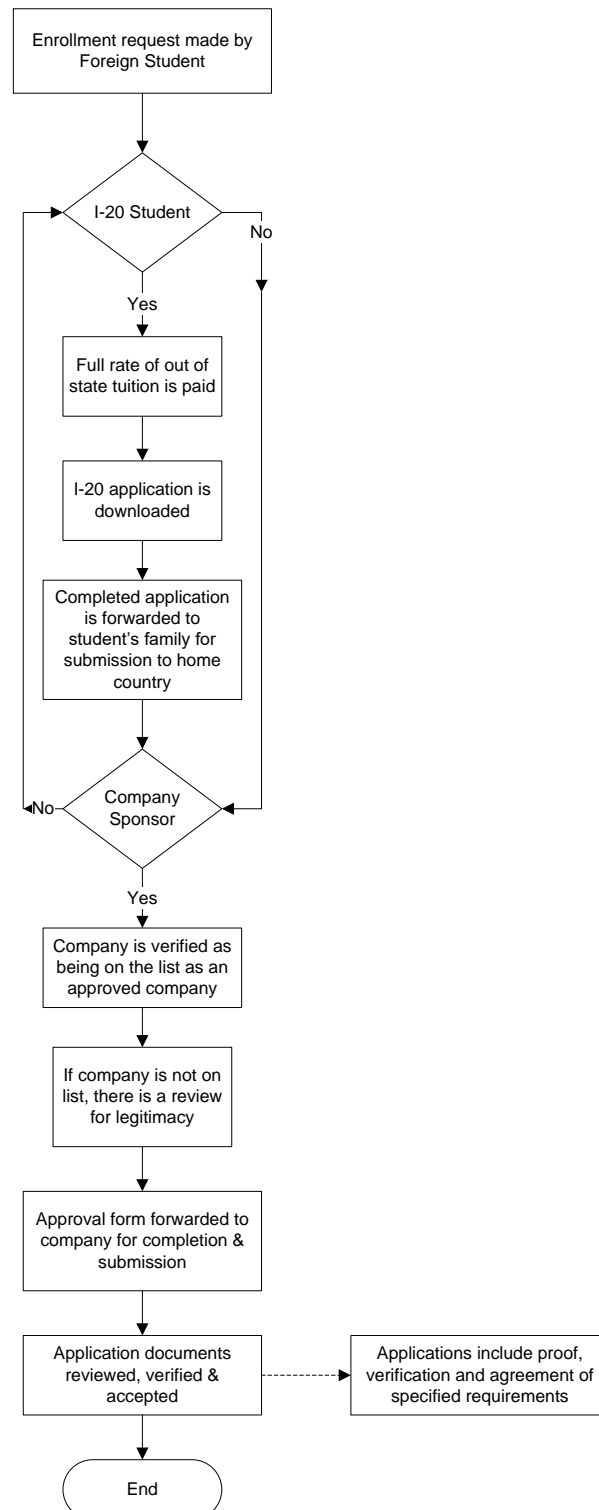 Enrollment request made by
Foreign Student
I-20 Student
No
Yes
Full rate of out of
state tuition is paid
I-20 application is
downloaded
Completed application
is forwarded to
student's family for
submission to home
country
Company
Sponsor
No
Yes
Company is verified as
being on the list as an
approved company
If company is not on
list, there is a review
for legitimacy
Approval form forwarded to
company for completion &
submission
Application documents
reviewed, verified &
accepted
Applications include proof,
verification and agreement of
specified requirements
End